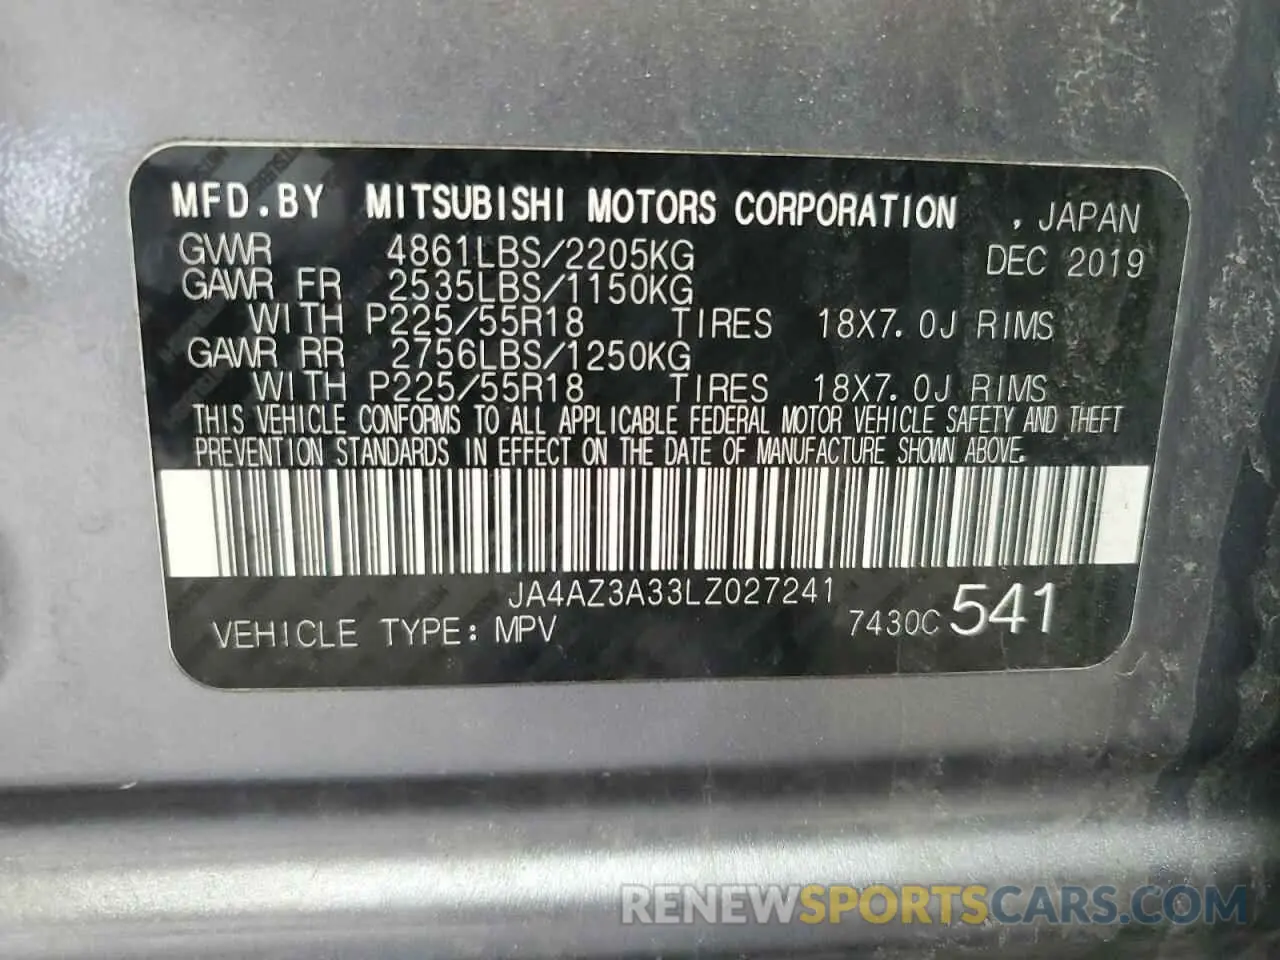 MFD.BY MITSUBISHI MOTORS CORPORATION , JAPAN
GVWR 4861LBS/2205KG DEC 2019
GAWR FR 2535LBS/1150KG
WITH P225/55R18 TIRES 18X7.0J RIMS
GAWR RR 2756LBS/1250KG
WITH P225/55R18 TIRES 18X7.0J RIMS
THIS VEHICLE CONFORMS TO ALL APPLICABLE FEDERAL MOTOR VEHICLE SAFETY AND THEFT
PREVENTION STANDARDS IN EFFECT ON THE DATE OF MANUFACTURE SHOWN ABOVE.
JA4AZ3A33LZ027241
VEHICLE TYPE: MPV 7430C 541
RENEWSPORTSCARS.COM